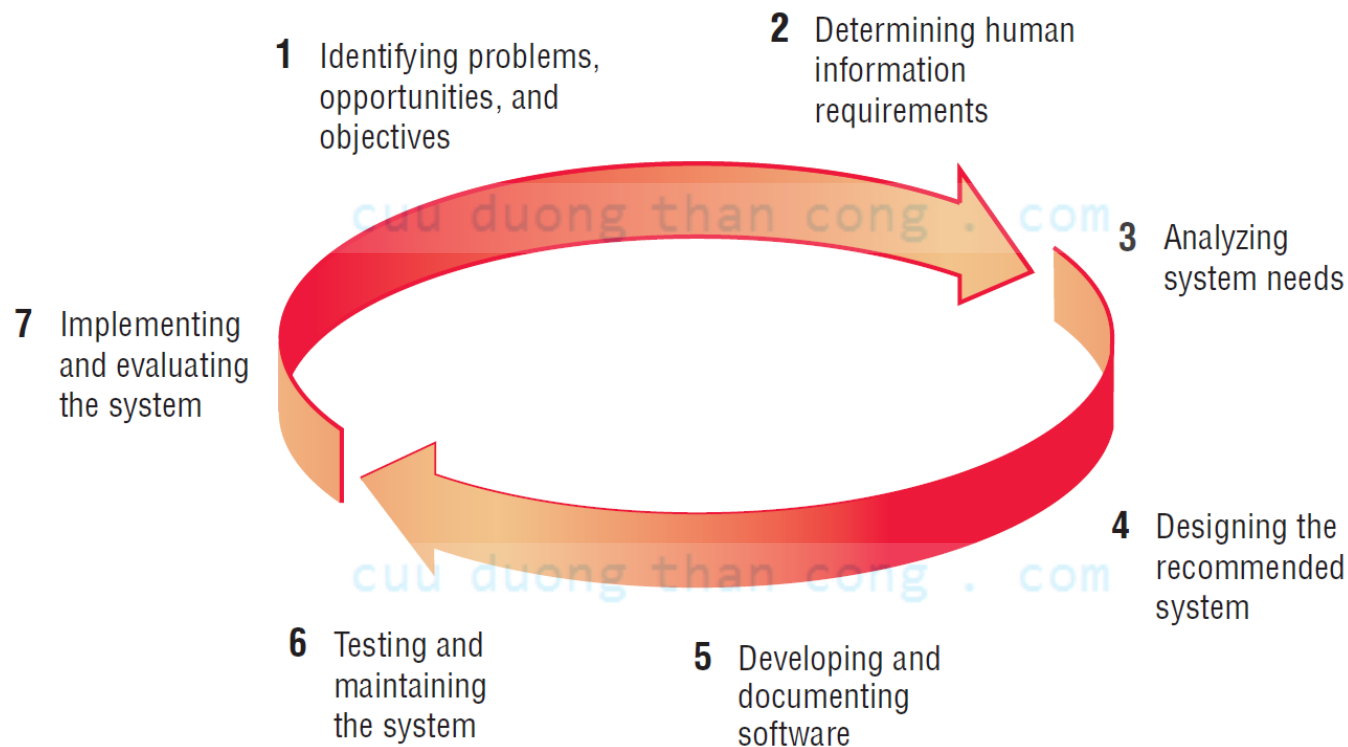 1 Identifying problems,
opportunities, and
objectives
2 Determining human
information
requirements
cuu duong than cong . com
3 Analyzing
system needs
7 Implementing
and evaluating
the system
4 Designing the
recommended
system
cuu duong than cong . com
6 Testing and
maintaining
the system
5 Developing and
documenting
software